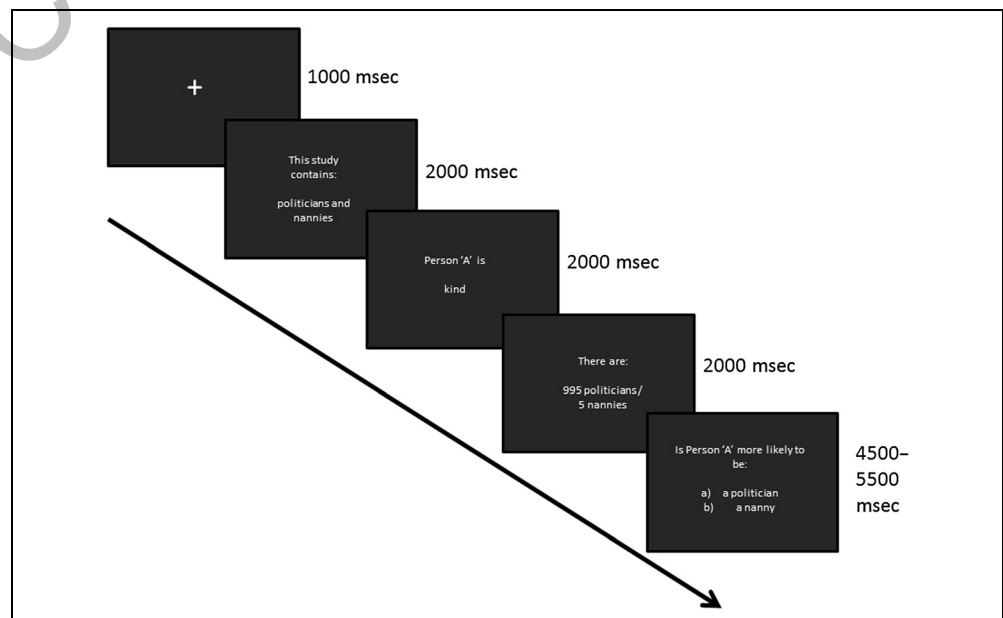 +
1000 msec
This study
contains:
politicians and
nannies
2000 msec
Person ‘A’ is
kind
2000 msec
There are:
995 politicians/
5 nannies
2000 msec
Is Person ‘A’ more likely to
be:
a) a politician
b) a nanny
4500–
5500
msec